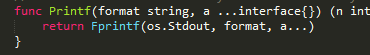 func Printf(format string, a ...interface{}) (n int
return Fprintf(os.Stdout, format, a...)
}